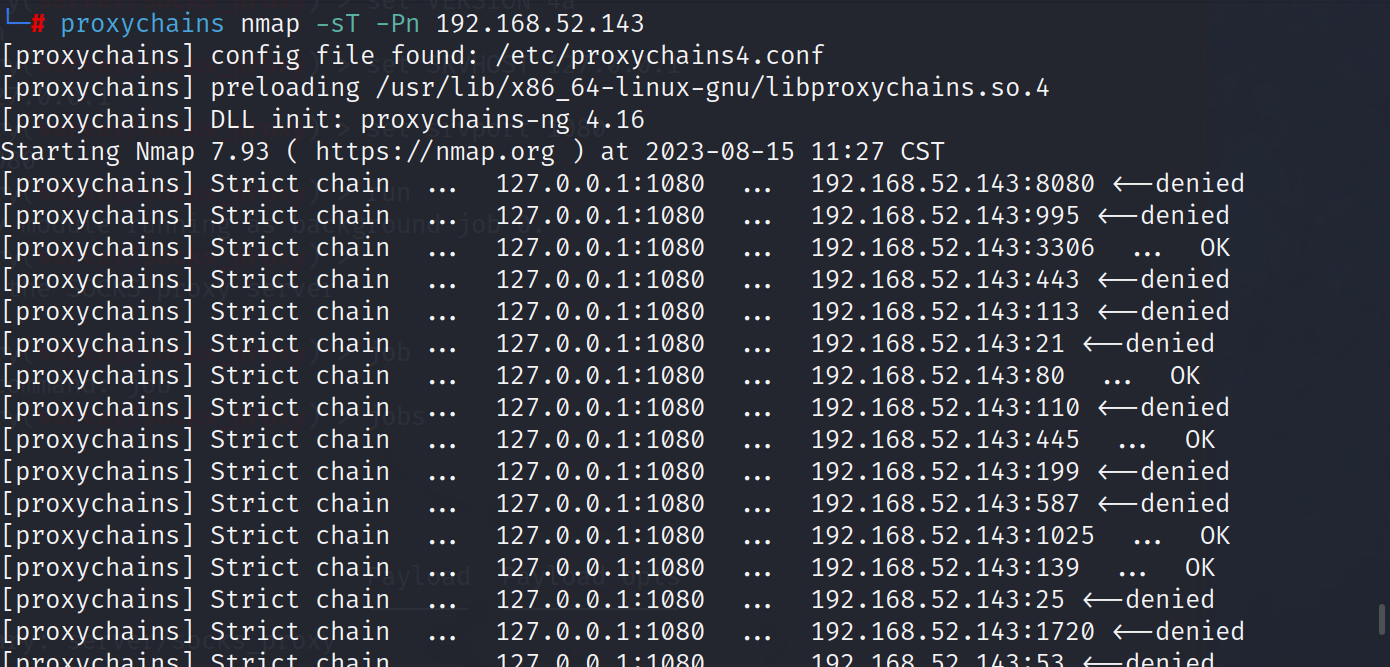 └─# proxychains nmap -sT -Pn 192.168.52.143
[proxychains] config file found: /etc/proxychains4.conf
[proxychains] preloading /usr/lib/x86_64-linux-gnu/libproxychains.so.4
[proxychains] DLL init: proxychains-ng 4.16
Starting Nmap 7.93 ( https://nmap.org ) at 2023-08-15 11:27 CST
[proxychains] Strict chain ... 127.0.0.1:1080 ... 192.168.52.143:8080 <--denied
[proxychains] Strict chain ... 127.0.0.1:1080 ... 192.168.52.143:995 <--denied
[proxychains] Strict chain ... 127.0.0.1:1080 ... 192.168.52.143:3306 ... OK
[proxychains] Strict chain ... 127.0.0.1:1080 ... 192.168.52.143:443 <--denied
[proxychains] Strict chain ... 127.0.0.1:1080 ... 192.168.52.143:113 <--denied
[proxychains] Strict chain ... 127.0.0.1:1080 ... 192.168.52.143:21 <--denied
[proxychains] Strict chain ... 127.0.0.1:1080 ... 192.168.52.143:80 ... OK
[proxychains] Strict chain ... 127.0.0.1:1080 ... 192.168.52.143:110 <--denied
[proxychains] Strict chain ... 127.0.0.1:1080 ... 192.168.52.143:445 ... OK
[proxychains] Strict chain ... 127.0.0.1:1080 ... 192.168.52.143:199 <--denied
[proxychains] Strict chain ... 127.0.0.1:1080 ... 192.168.52.143:587 <--denied
[proxychains] Strict chain ... 127.0.0.1:1080 ... 192.168.52.143:1025 ... OK
[proxychains] Strict chain ... 127.0.0.1:1080 ... 192.168.52.143:139 ... OK
[proxychains] Strict chain ... 127.0.0.1:1080 ... 192.168.52.143:25 <--denied
[proxychains] Strict chain ... 127.0.0.1:1080 ... 192.168.52.143:1720 <--denied
[proxychains] Strict chain ... 127.0.0.1:1080 ... 192.168.52.143:53 <--denied